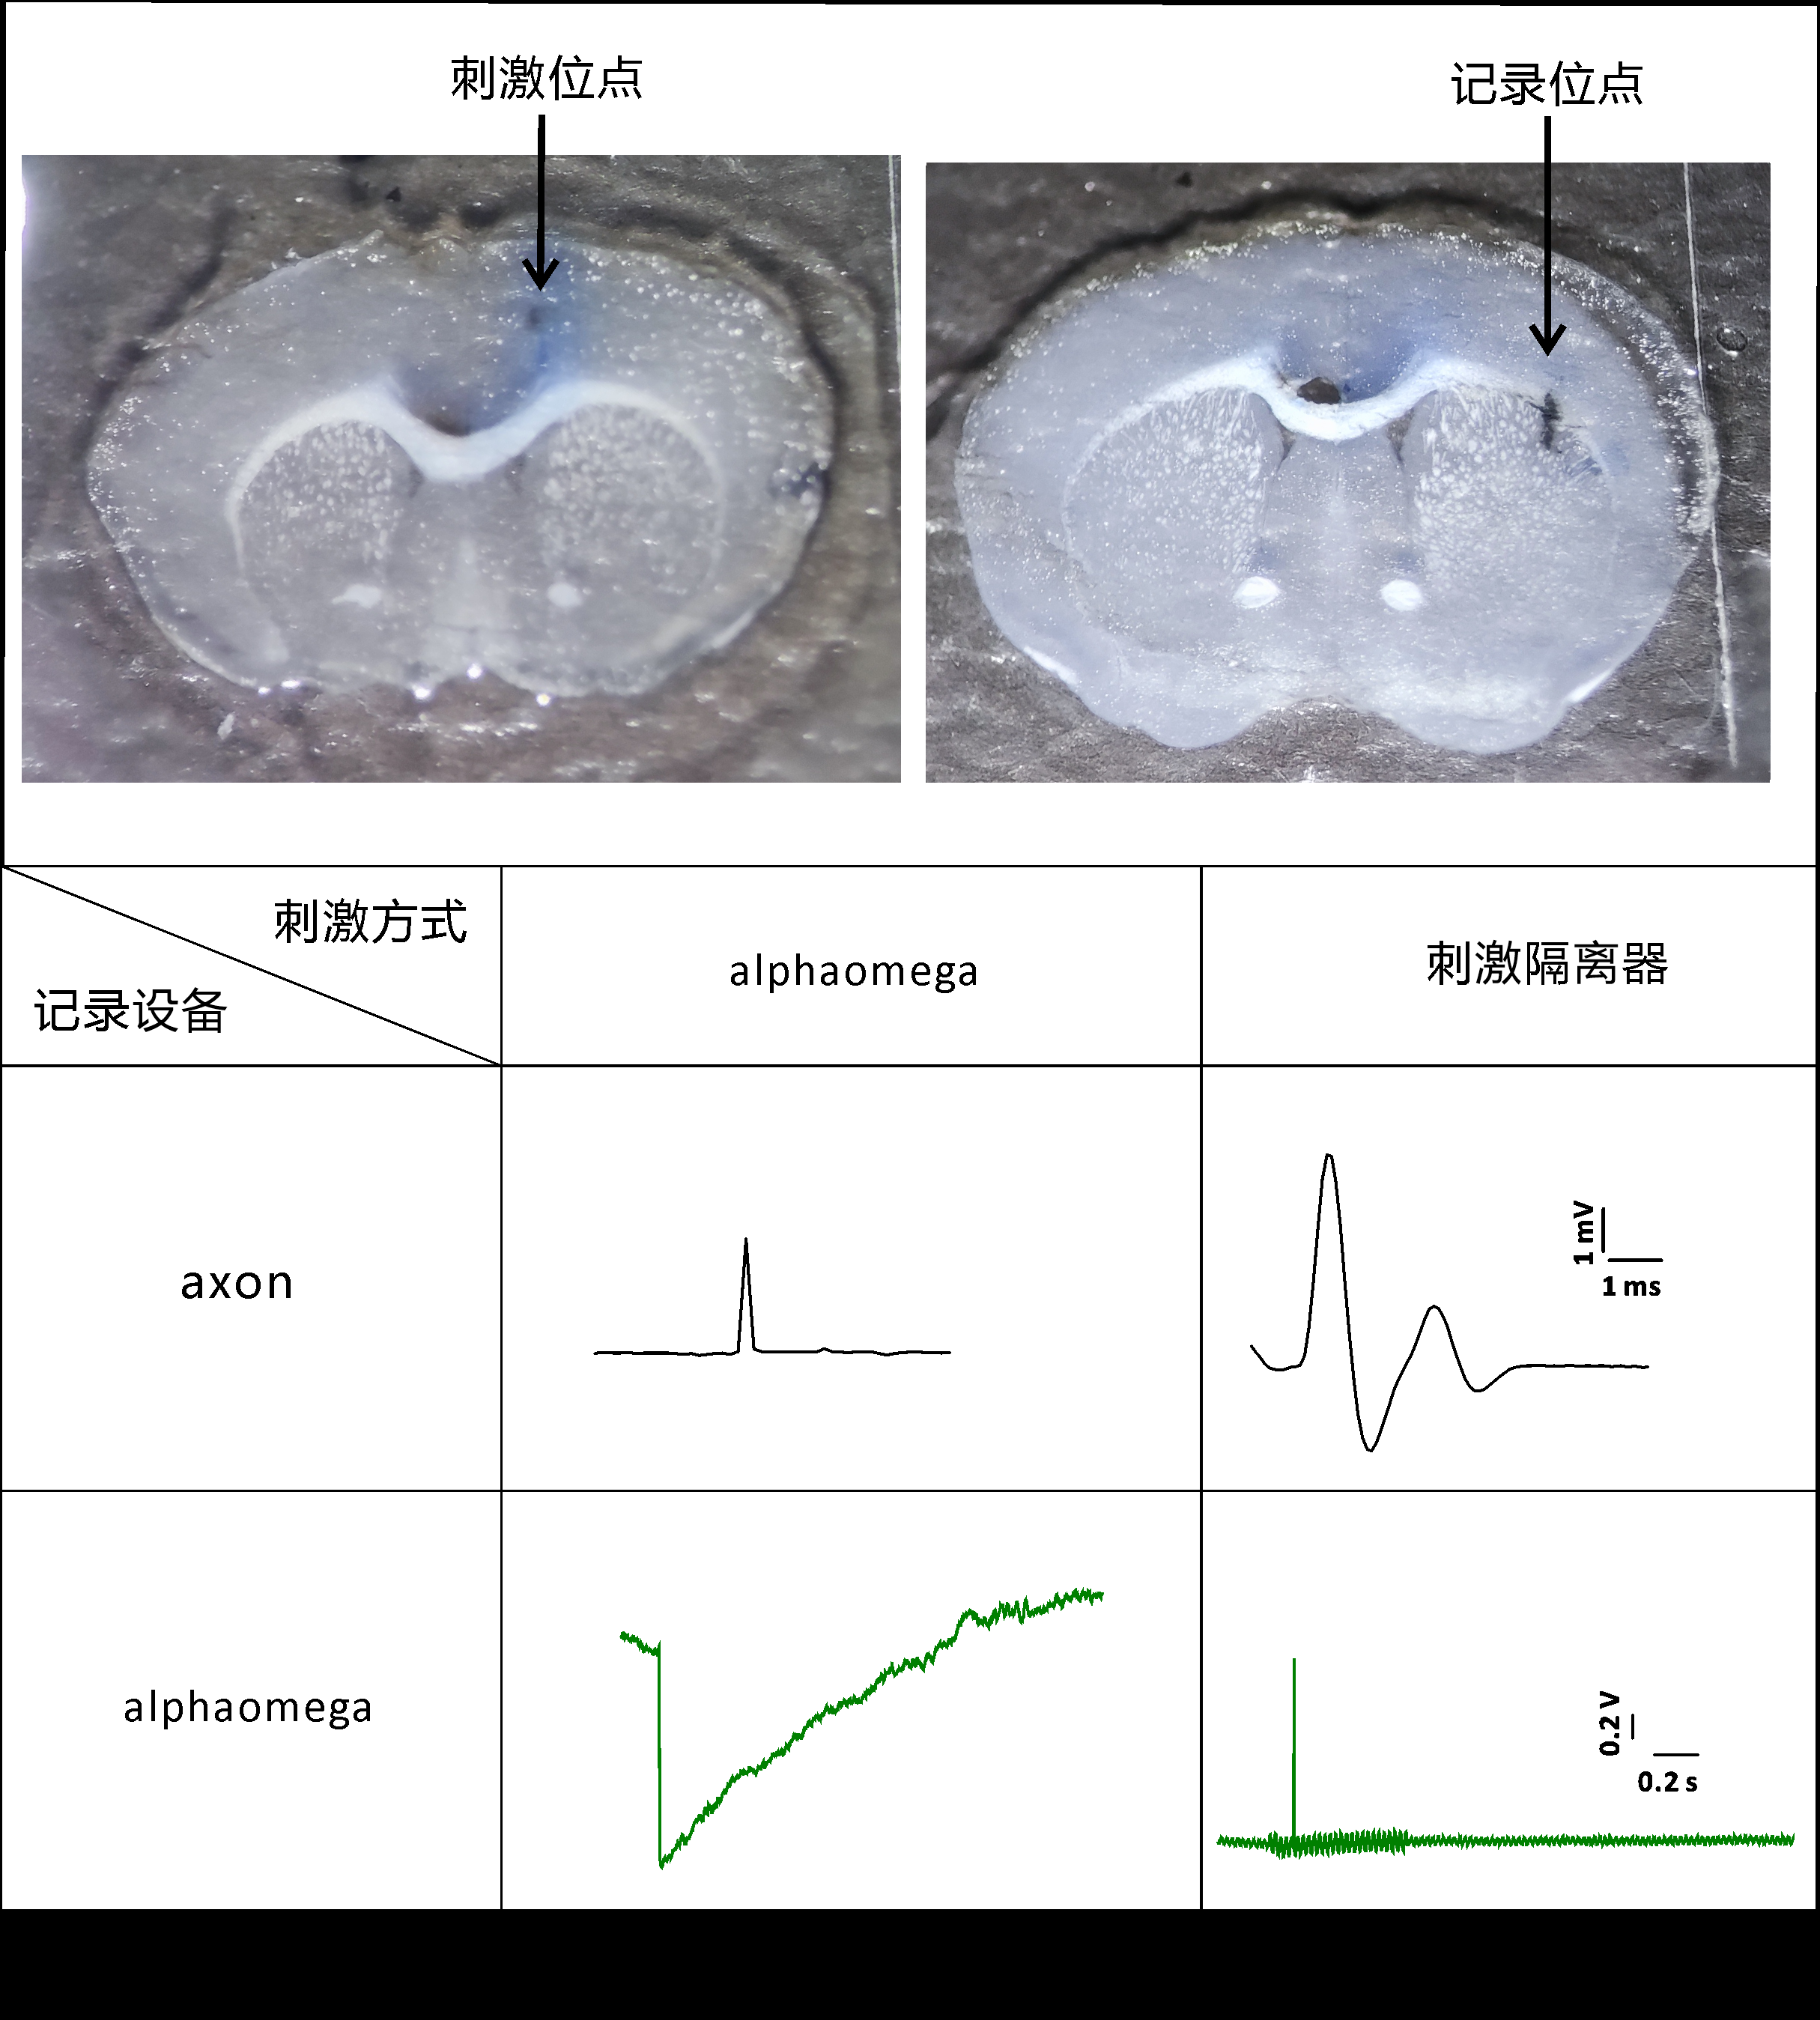 刺激位点
记录位点
刺激方式
记录设备
alphaomega
刺激隔离器
axon
1 mV
1 ms
alphaomega
0.2 V
0.2 s